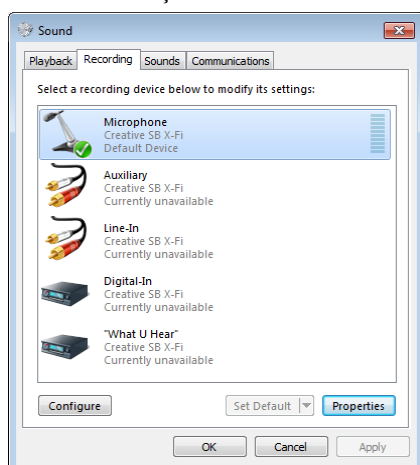 Sound
Playback Recording Sounds Communications
Select a recording device below to modify its settings:
Microphone
Creative SB X-Fi
Default Device
Auxiliary
Creative SB X-Fi
Currently unavailable
Line-In
Creative SB X-Fi
Currently unavailable
Digital-In
Creative SB X-Fi
Currently unavailable
"What U Hear"
Creative SB X-Fi
Currently unavailable
Configure Set Default Properties
OK Cancel Apply